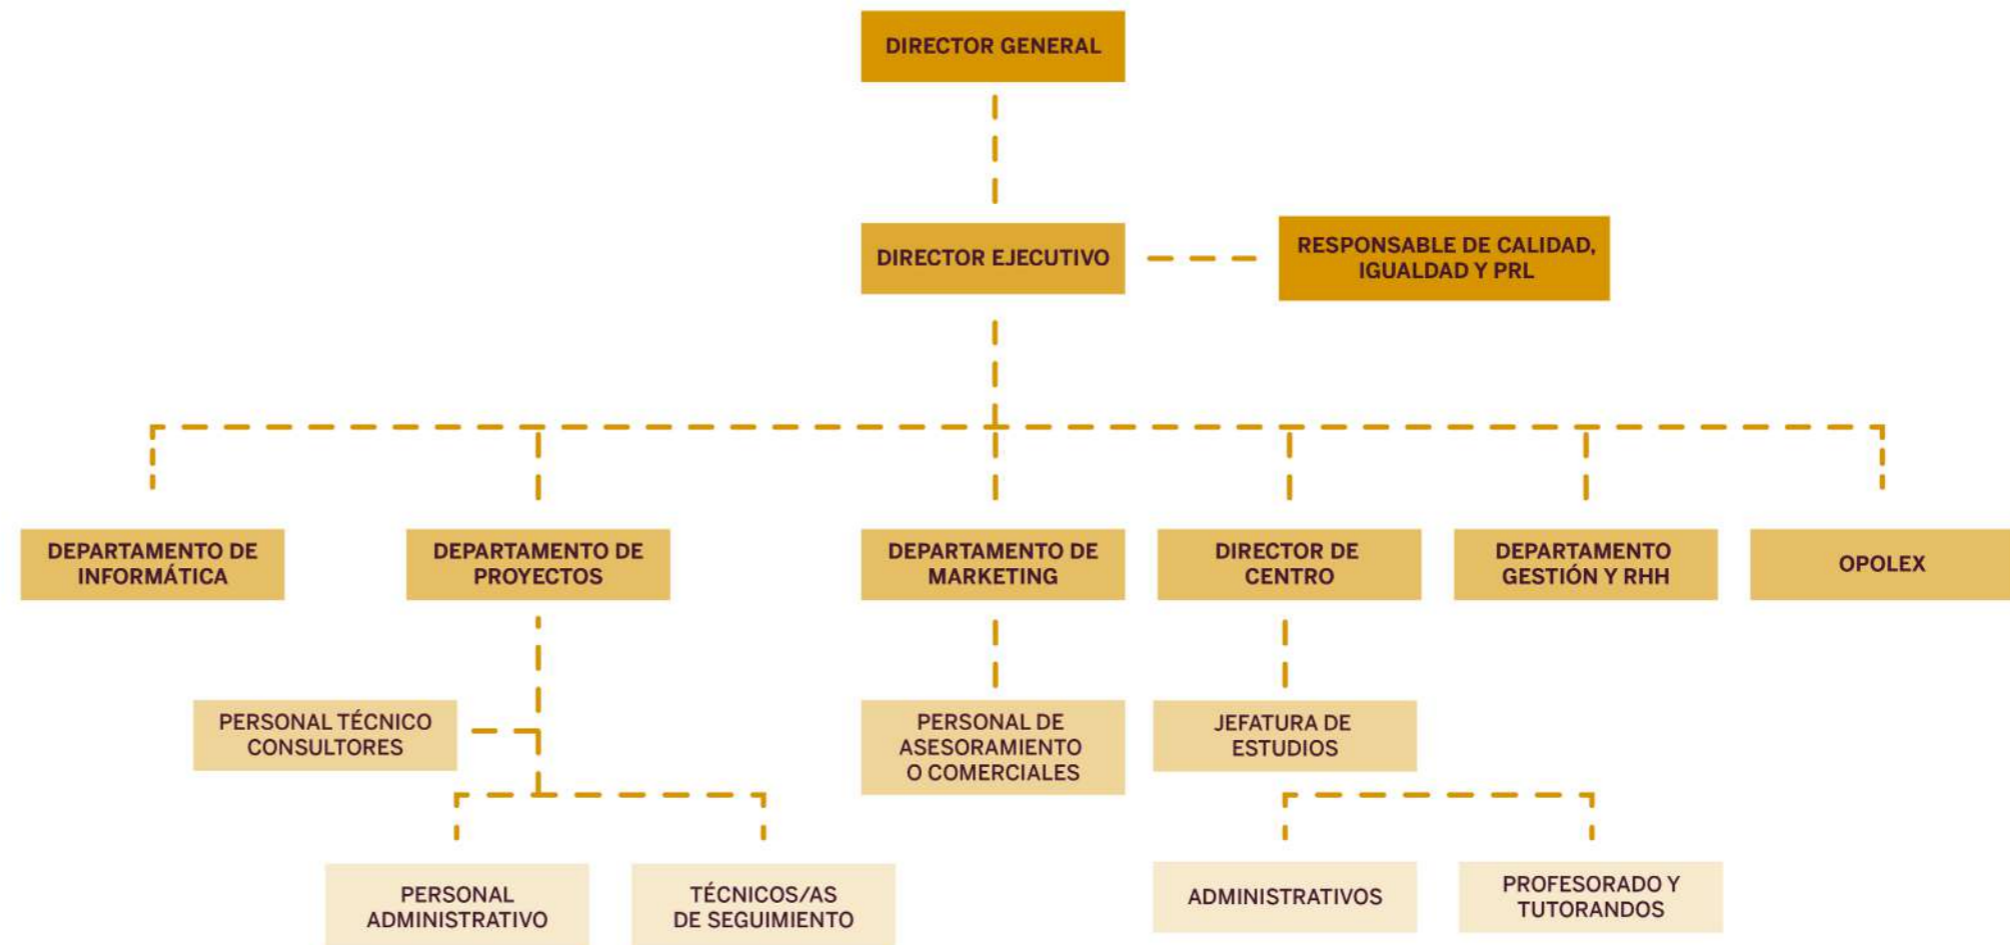 DIRECTOR GENERAL
DIRECTOR EJECUTIVO
RESPONSABLE DE CALIDAD,
IGUALDAD Y PRL
DEPARTAMENTO DE
INFORMÁTICA
DEPARTAMENTO DE
PROYECTOS
DEPARTAMENTO DE
MARKETING
DIRECTOR DE
CENTRO
DEPARTAMENTO
GESTIÓN Y RHH
OPOLEX
PERSONAL TÉCNICO
CONSULTORES
PERSONAL DE
ASESORAMIENTO
O COMERCIALES
JEFATURA DE
ESTUDIOS
PERSONAL
ADMINISTRATIVO
TÉCNICOS/AS
DE SEGUIMIENTO
ADMINISTRATIVOS
PROFESORADO Y
TUTORANDOS